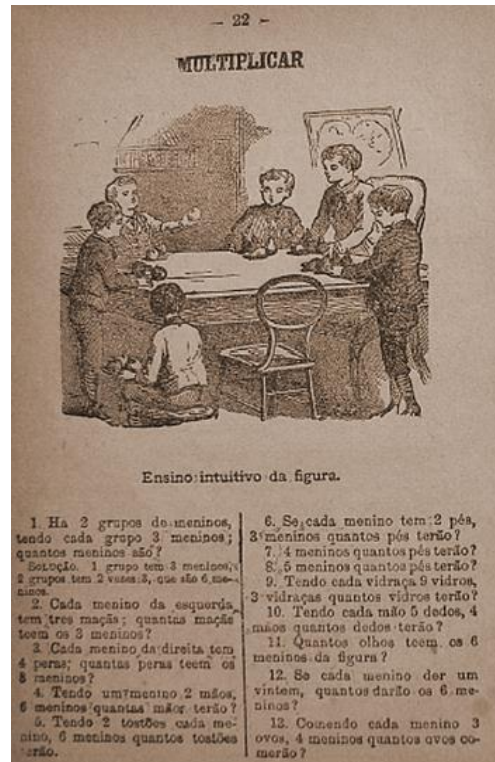 — 22 —
MULTIPLICAR
Ensino intuitivo da figura.
1. Ha 2 grupos de meninos,
tendo cada grupo 3 meninos;
quantos meninos são?
Solução. 1 grupo tem 3 meninos;
2 grupos tem 2 vezes 3, que são 6 me-
ninos.
2. Cada menino da esquerda
tem tres maçãs; quantas maçãs
teem os 3 meninos?
3. Cada menino da direita tem
4 peras; quantas peras teem os
3 meninos?
4. Tendo um menino 2 mãos,
6 meninos quantas mãos terão?
5. Tendo 2 tostões cada me-
nino, 6 meninos quantos tostões
terão.
6. Se cada menino tem 2 pés,
3 meninos quantos pés terão?
7. 4 meninos quantos pés terão?
8. 5 meninos quantos pés terão?
9. Tendo cada vidraça 9 vidros,
3 vidraças quantos vidros terão?
10. Tendo cada mão 5 dedos, 4
mãos quantos dedos terão?
11. Quantos olhos teem os 6
meninos da figura?
12. Se cada menino der um
vintem, quantos darão os 6 me-
ninos?
13. Comendo cada menino 3
ovos, 4 meninos quantos ovos co-
merão?